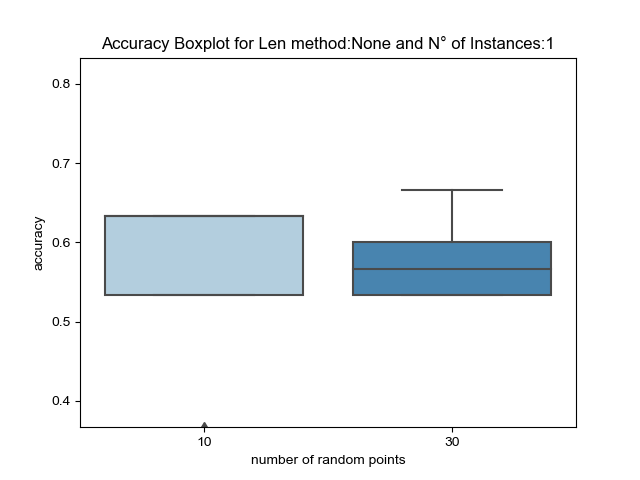 Accuracy Boxplot for Len method:None and N° of Instances:1
0.8
0.7
0.6
0.5
0.4
accuracy
10
30
number of random points